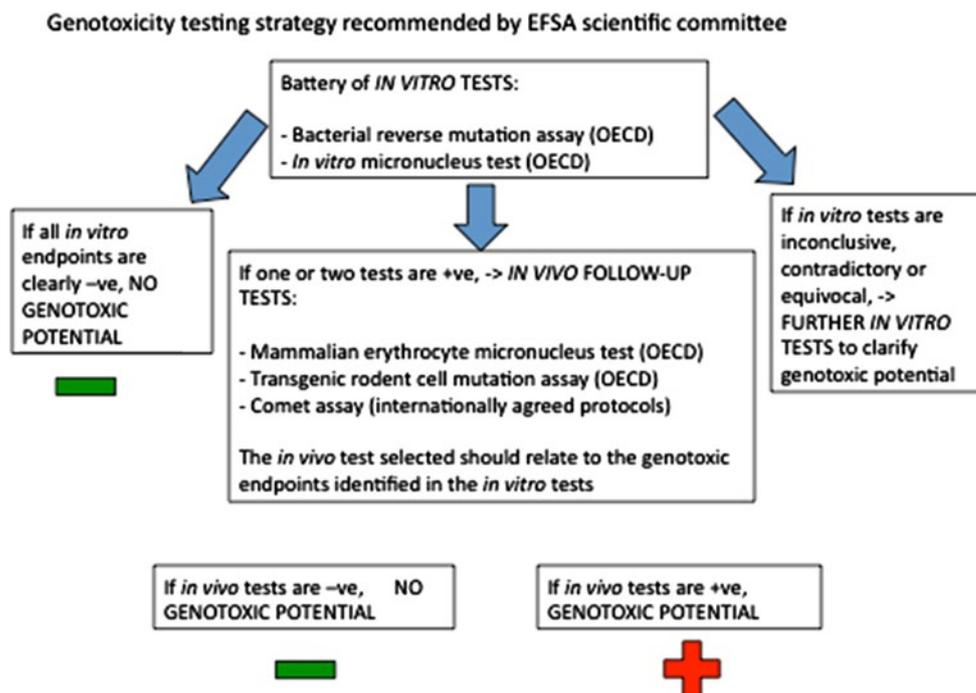 Genotoxicity testing strategy recommended by EFSA scientific committee
Battery of IN VITRO TESTS:
- Bacterial reverse mutation assay (OECD)
- In vitro micronucleus test (OECD)
If all in vitro
endpoints are
clearly –ve, NO
GENOTOXIC
POTENTIAL
If one or two tests are +ve, -> IN VIVO FOLLOW-UP
TESTS:
- Mammalian erythrocyte micronucleus test (OECD)
- Transgenic rodent cell mutation assay (OECD)
- Comet assay (internationally agreed protocols)
The in vivo test selected should relate to the genotoxic
endpoints identified in the in vitro tests
If in vitro tests are
inconclusive,
contradictory or
equivocal, ->
FURTHER IN VITRO
TESTS to clarify
genotoxic potential
If in vivo tests are –ve, NO
GENOTOXIC POTENTIAL
If in vivo tests are +ve,
GENOTOXIC POTENTIAL